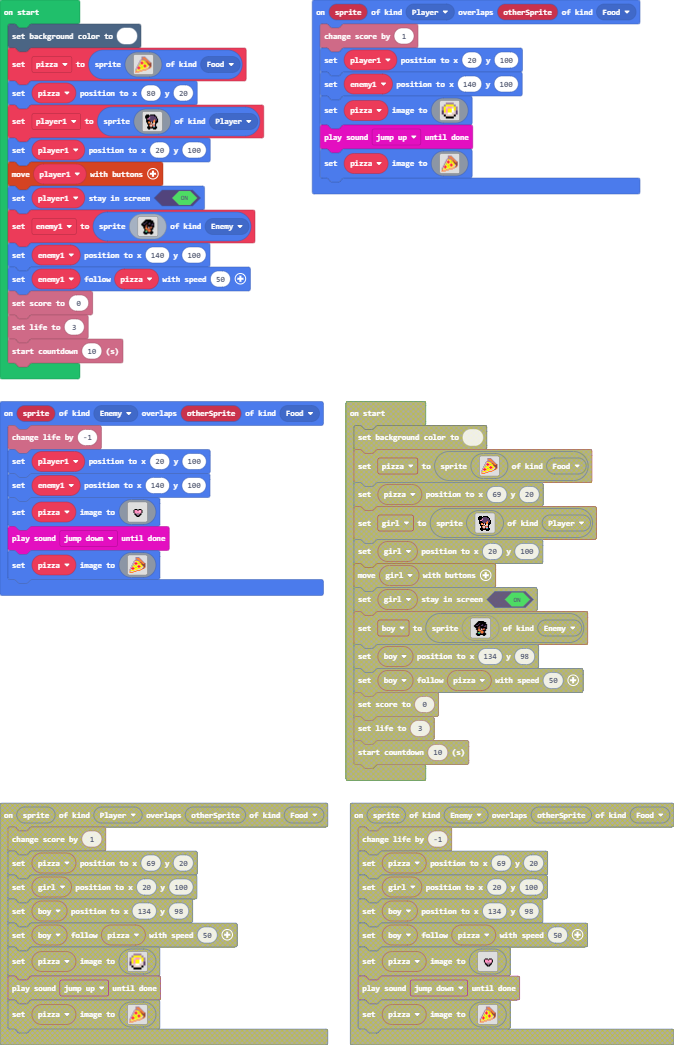 on start
set background color to
set pizza to sprite of kind Food
set pizza position to x 80 y 20
set player1 to sprite of kind Player
set player1 position to x 20 y 100
move player1 with buttons
set player1 stay in screen ON
set enemy1 to sprite of kind Enemy
set enemy1 position to x 140 y 100
set enemy1 follow pizza with speed 50
set score to 0
set life to 3
start countdown 10 (s)
on sprite of kind Player overlaps otherSprite of kind Food
change score by 1
set player1 position to x 20 y 100
set enemy1 position to x 140 y 100
set pizza image to
play sound jump up until done
set pizza image to
on sprite of kind Enemy overlaps otherSprite of kind Food
change life by -1
set player1 position to x 20 y 100
set enemy1 position to x 140 y 100
set pizza image to
play sound jump down until done
set pizza image to
on start
set background color to
set pizza to sprite of kind Food
set pizza position to x 69 y 20
set girl to sprite of kind Player
set girl position to x 20 y 100
move girl with buttons
set girl stay in screen ON
set boy to sprite of kind Enemy
set boy position to x 134 y 98
set boy follow pizza with speed 50
set score to 0
set life to 3
start countdown 10 (s)
on sprite of kind Player overlaps otherSprite of kind Food
change score by 1
set pizza position to x 69 y 20
set girl position to x 20 y 100
set boy position to x 134 y 98
set boy follow pizza with speed 50
set pizza image to
play sound jump up until done
set pizza image to
on sprite of kind Enemy overlaps otherSprite of kind Food
change life by -1
set pizza position to x 69 y 20
set girl position to x 20 y 100
set boy position to x 134 y 98
set boy follow pizza with speed 50
set pizza image to
play sound jump down until done
set pizza image to